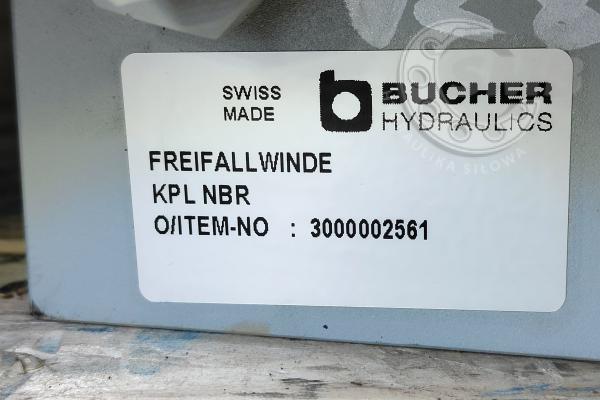 SWISS
MADE
BUCHER
HYDRAULICS
FREIFALLWINDE
KPL NBR
O/ITEM-NO : 3000002561